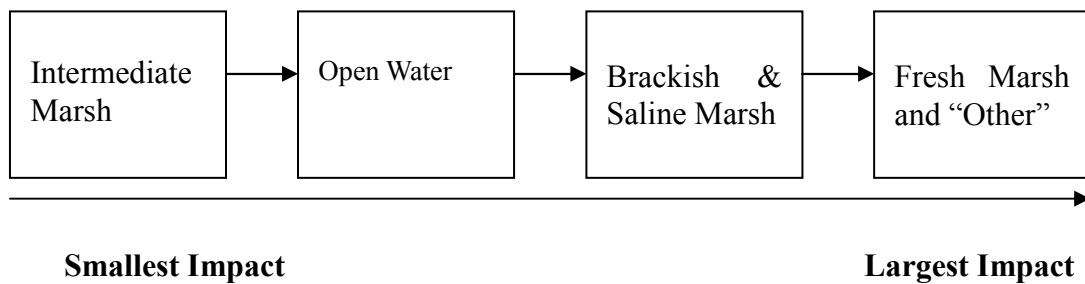 Intermediate
Marsh
Open Water
Brackish &
Saline Marsh
Fresh Marsh
and “Other”
Smallest Impact
Largest Impact